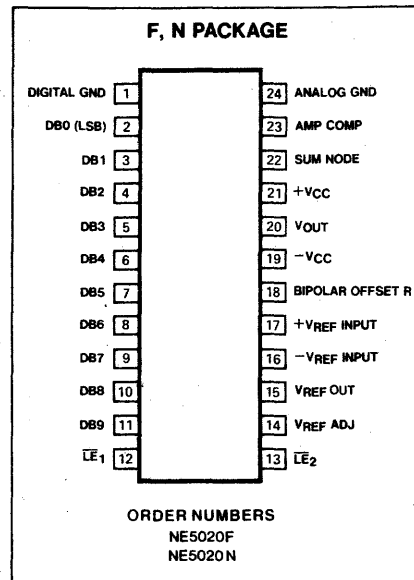 F, N PACKAGE
DIGITAL GND 1
24 ANALOG GND
DB0 (LSB) 2
23 AMP COMP
DB1 3
22 SUM NODE
DB2 4
21 +VCC
DB3 5
20 VOUT
DB4 6
19 −VCC
DB5 7
18 BIPOLAR OFFSET R
DB6 8
17 +VREF INPUT
DB7 9
16 −VREF INPUT
DB8 10
15 VREF OUT
DB9 11
14 VREF ADJ
L̅E̅1 12
13 L̅E̅2
ORDER NUMBERS
NE5020F
NE5020N